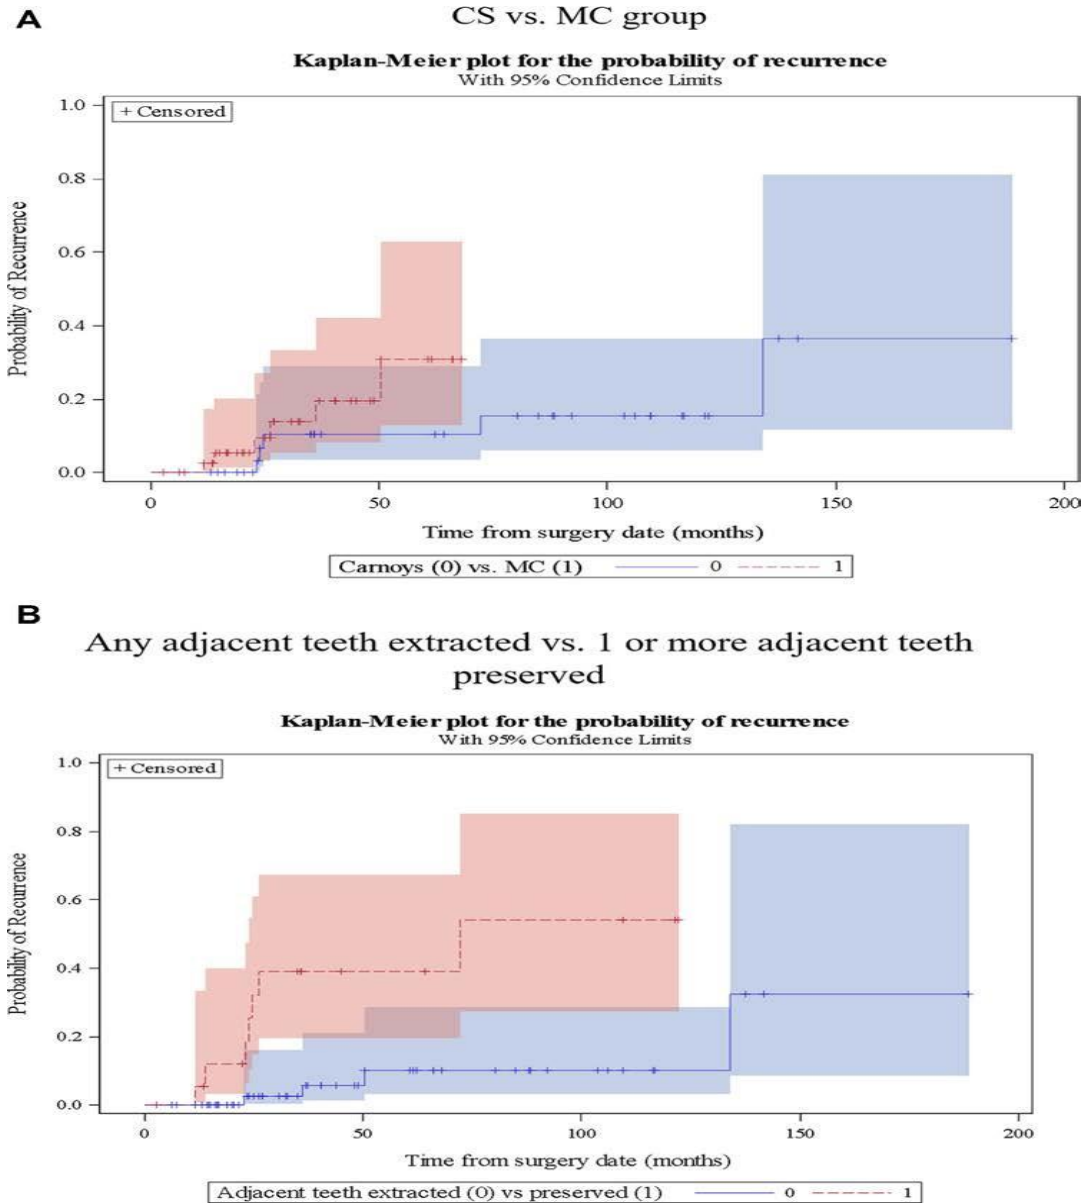 A
CS vs. MC group
Kaplan-Meier plot for the probability of recurrence
With 95% Confidence Limits
+ Censored
Probability of Recurrence
1.0
0.8
0.6
0.4
0.2
0.0
0 50 100 150 200
Time from surgery date (months)
Carnoys (0) vs. MC (1) 0 1
B
Any adjacent teeth extracted vs. 1 or more adjacent teeth
preserved
Kaplan-Meier plot for the probability of recurrence
With 95% Confidence Limits
+ Censored
Probability of Recurrence
1.0
0.8
0.6
0.4
0.2
0.0
0 50 100 150 200
Time from surgery date (months)
Adjacent teeth extracted (0) vs preserved (1) 0 1